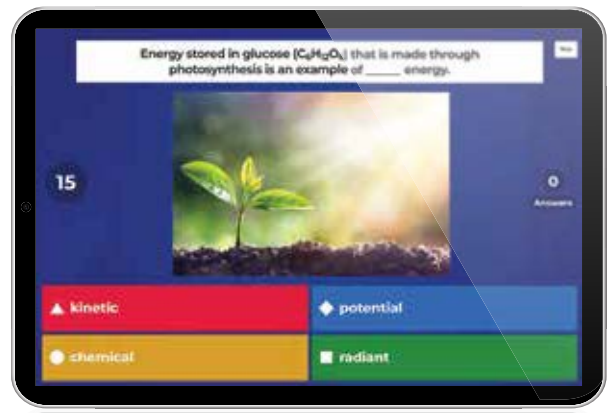 Energy stored in glucose (C₆H₁₂O₆) that is made through
photosynthesis is an example of _____ energy.
15
0
Answers
kinetic
potential
chemical
radiant